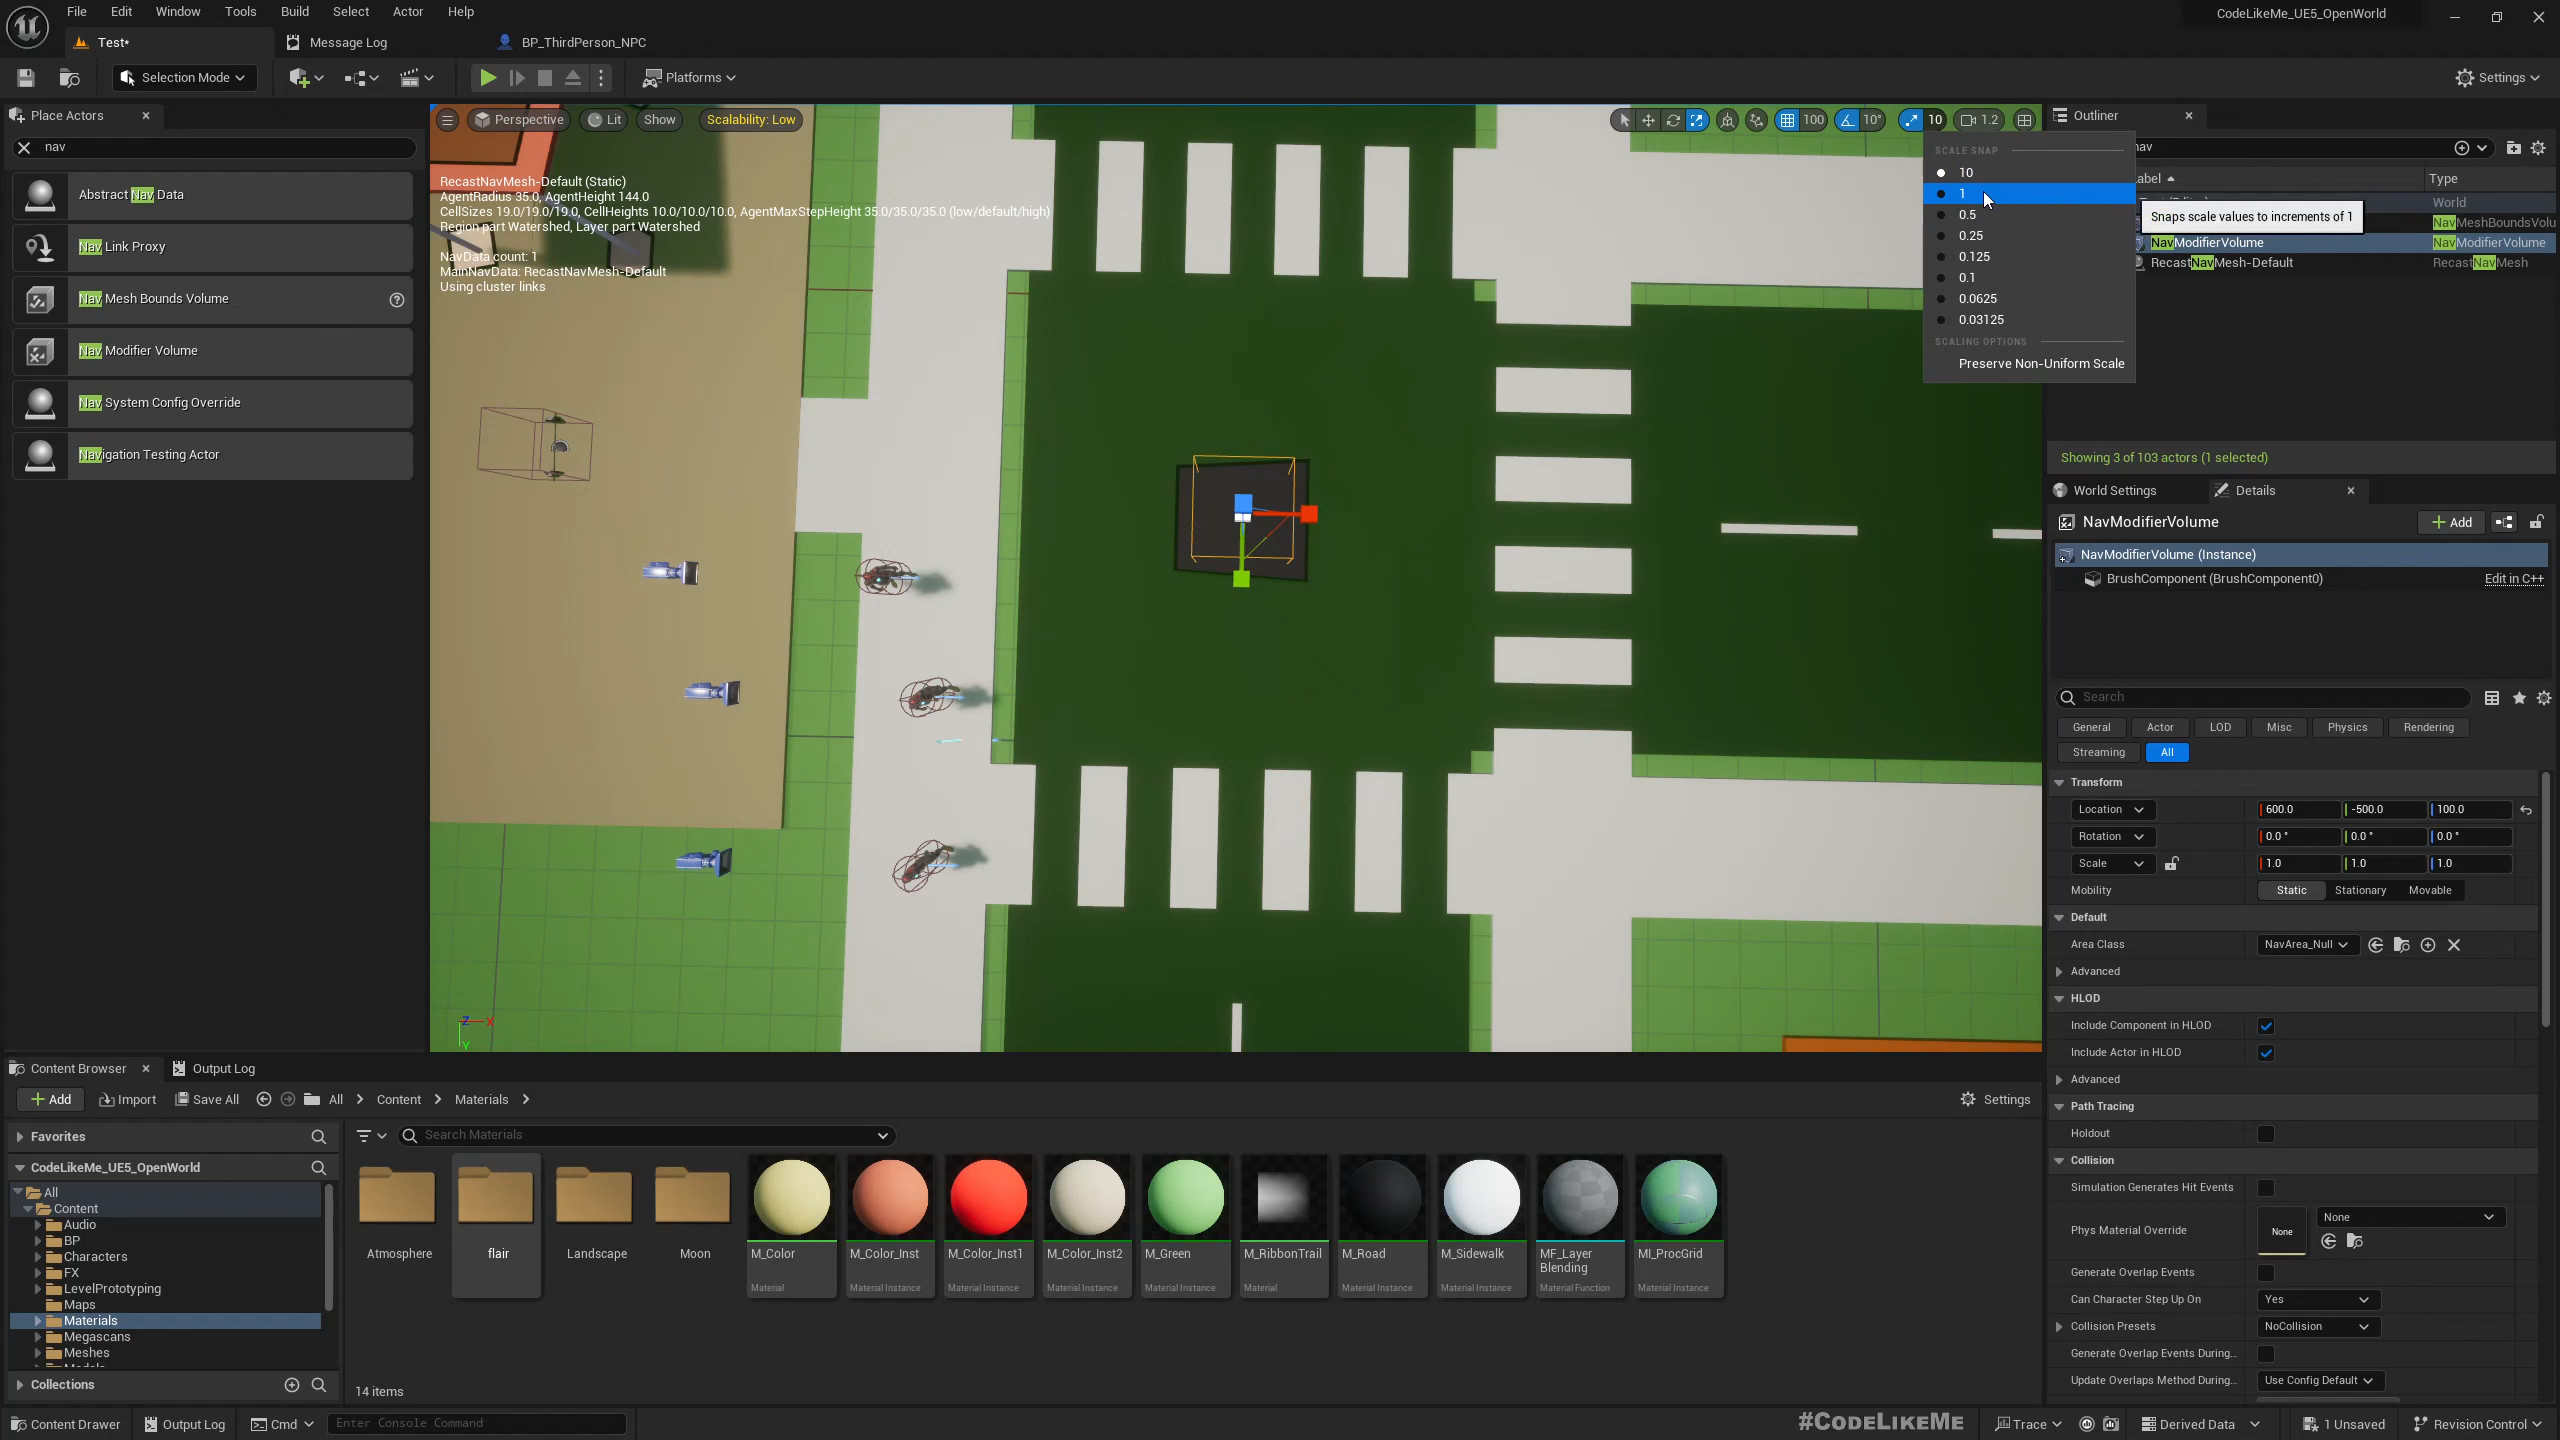 File Edit Window Tools Build Select Actor Help
CodeLikeMe_UE5_OpenWorld
Test*
Message Log
BP_ThirdPerson_NPC
Selection Mode
Platforms
Settings
Place Actors
nav
Abstract Nav Data
Nav Link Proxy
Nav Mesh Bounds Volume
Nav Modifier Volume
Nav System Config Override
Navigation Testing Actor
Perspective
Lit
Show
Scalability: Low
100
10°
10
1.2
RecastNavMesh-Default (Static)
AgentRadius 35.0, AgentHeight 144.0
CellSizes 19.0/19.0/19.0, CellHeights 10.0/10.0/10.0, AgentMaxStepHeight 35.0/35.0/35.0 (low/default/high)
Region part Watershed, Layer part Watershed
NavData count: 1
MainNavData: RecastNavMesh-Default
Using cluster links
SCALE SNAP
10
1
0.5
0.25
0.125
0.1
0.0625
0.03125
SCALING OPTIONS
Preserve Non-Uniform Scale
Snaps scale values to increments of 1
Z X
Y
Outliner
nav
abel
Type
World
NavMeshBoundsVolu
NavModifierVolume
NavModifierVolume
RecastNavMesh-Default
RecastNavMesh
Showing 3 of 103 actors (1 selected)
World Settings
Details
NavModifierVolume
Add
NavModifierVolume (Instance)
BrushComponent (BrushComponent0)
Edit in C++
Search
General Actor LOD Misc Physics Rendering
Streaming All
Transform
Location 600.0 -500.0 100.0
Rotation 0.0 ° 0.0 ° 0.0 °
Scale 1.0 1.0 1.0
Mobility Static Stationary Movable
Default
Area Class NavArea_Null
Advanced
HLOD
Include Component in HLOD
Include Actor in HLOD
Advanced
Path Tracing
Holdout
Collision
Simulation Generates Hit Events
Phys Material Override None None
Generate Overlap Events
Can Character Step Up On Yes
Collision Presets NoCollision
Generate Overlap Events During...
Update Overlaps Method During... Use Config Default
Content Browser
Output Log
Add
Import
Save All
All
Content
Materials
Settings
Favorites
CodeLikeMe_UE5_OpenWorld
All
Content
Audio
BP
Characters
FX
LevelPrototyping
Maps
Materials
Megascans
Meshes
Collections
Search Materials
Atmosphere
flair
Landscape
Moon
M_Color
Material
M_Color_Inst
Material Instance
M_Color_Inst1
Material Instance
M_Color_Inst2
Material Instance
M_Green
Material Instance
M_RibbonTrail
Material
M_Road
Material Instance
M_Sidewalk
Material Instance
MF_Layer
Blending
Material Function
MI_ProcGrid
Material Instance
14 items
Content Drawer
Output Log
Cmd
Enter Console Command
#CodeLikeMe
Trace
Derived Data
1 Unsaved
Revision Control